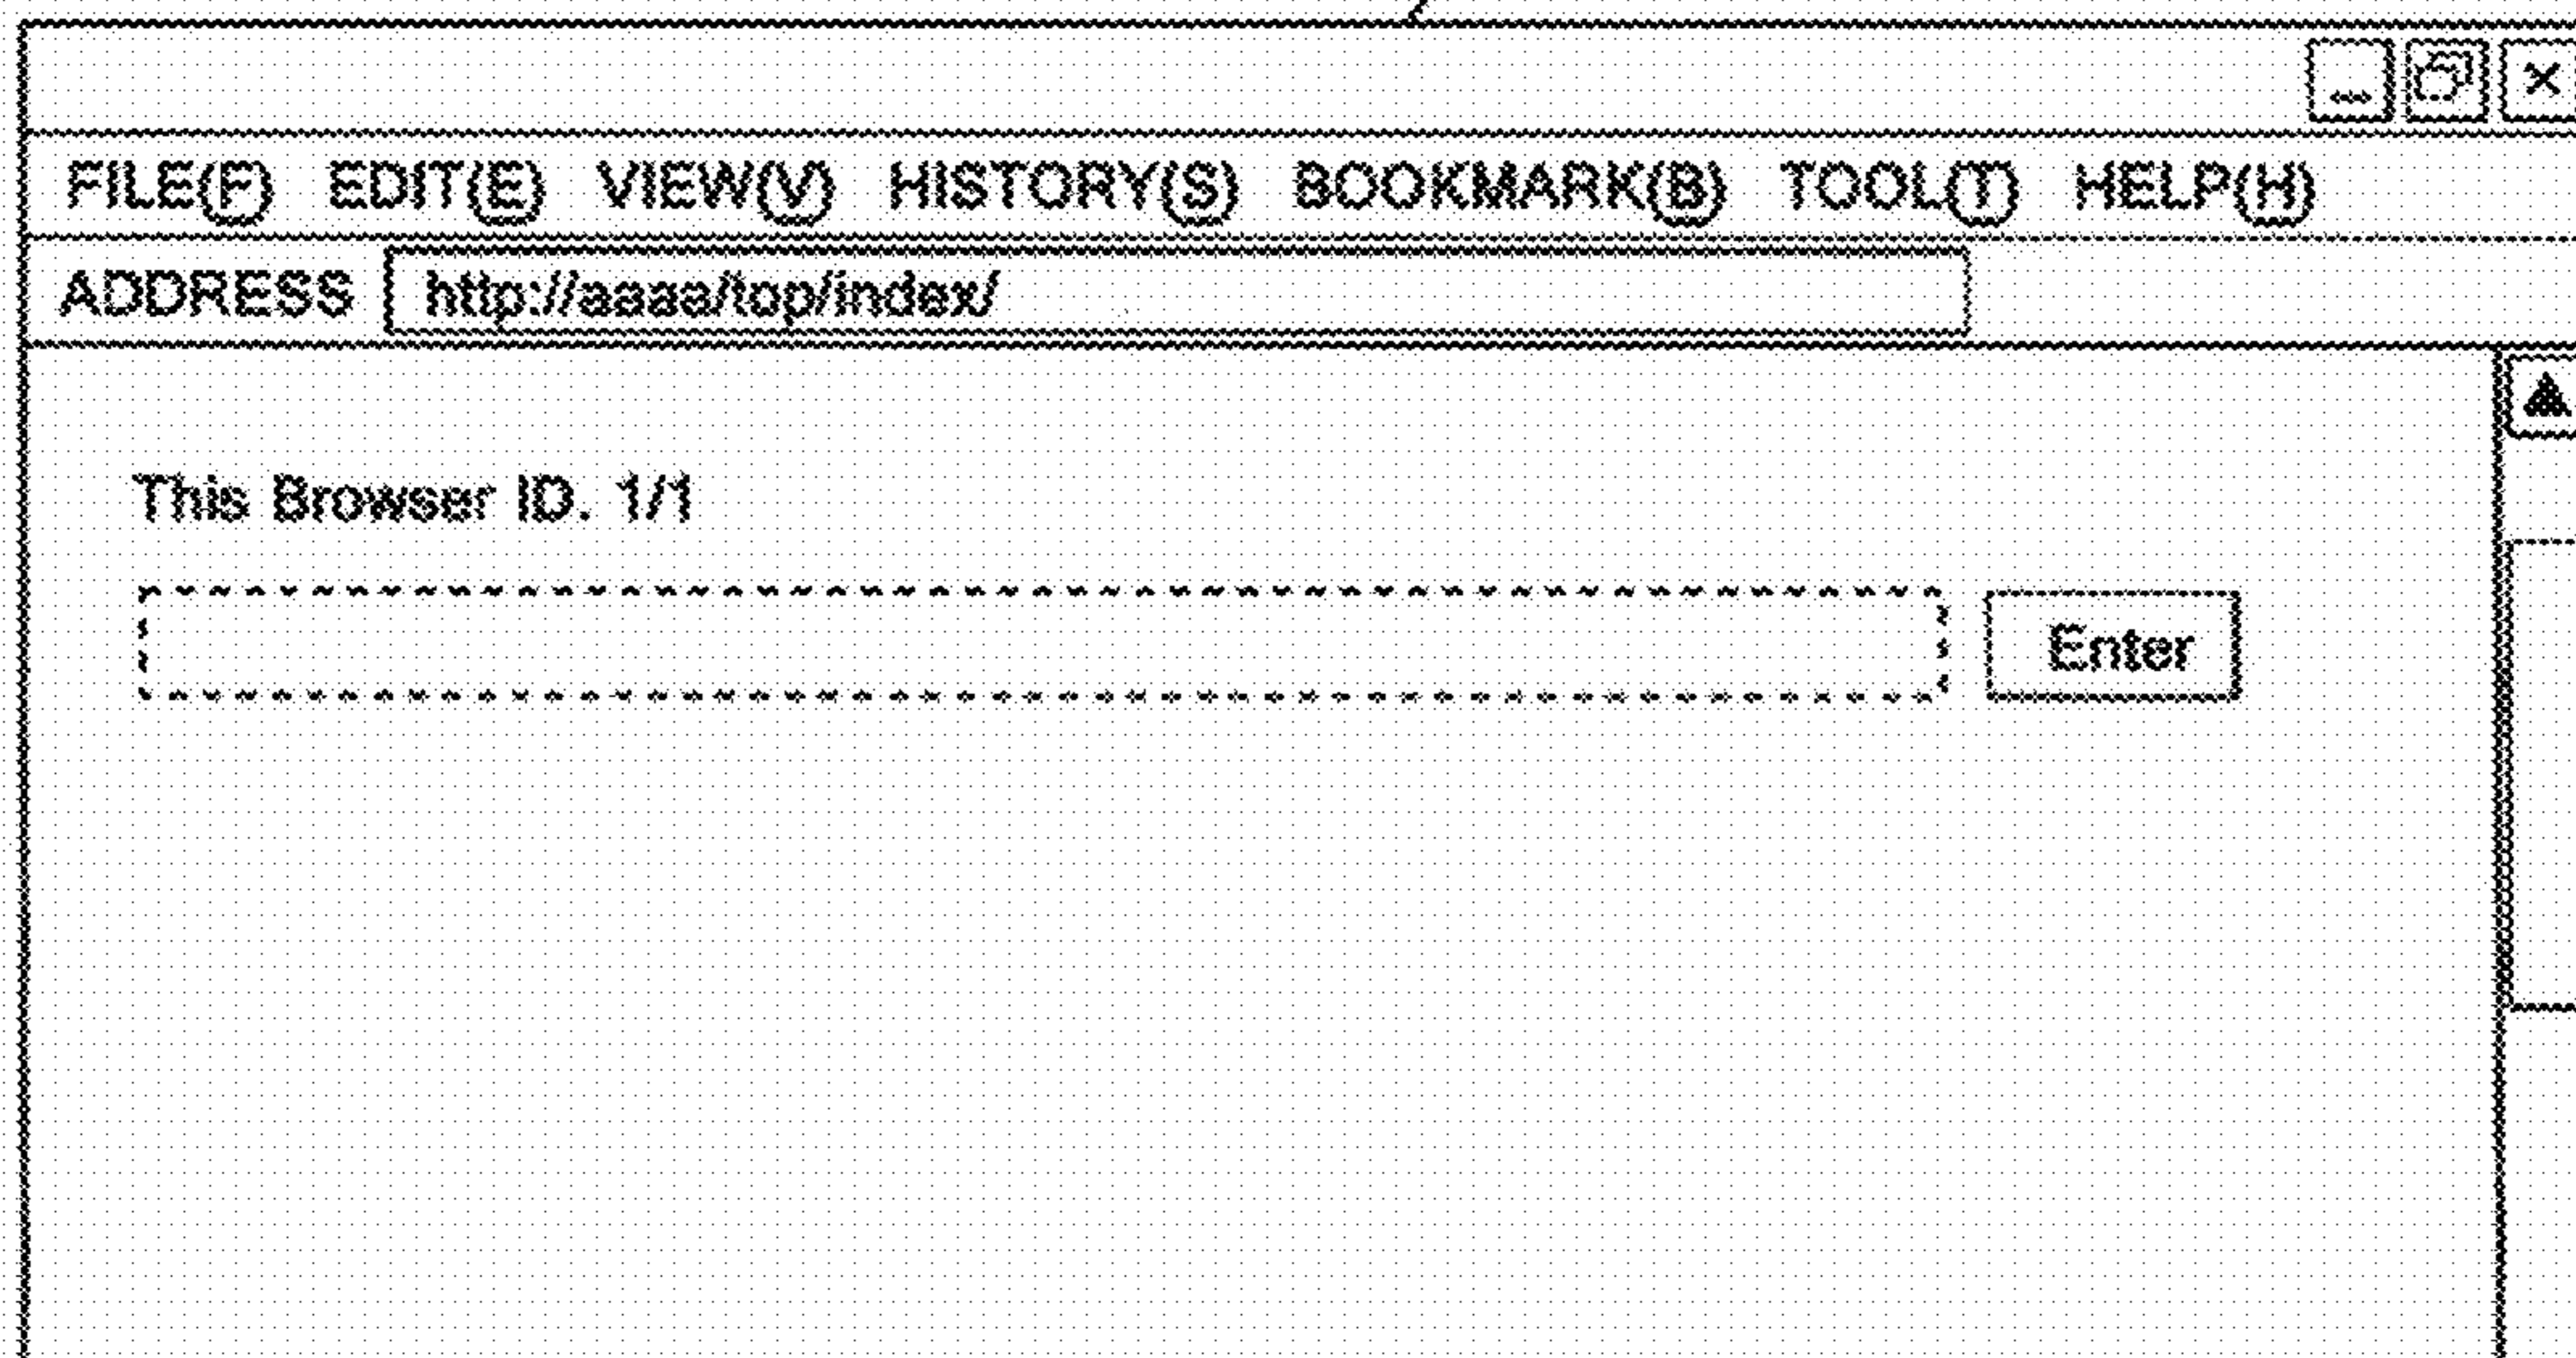 FILE(F) EDIT(E) VIEW(V) HISTORY(S) BOOKMARK(B) TOOL(T) HELP(H)
ADDRESS http://aaaa/top/index/
This Browser ID. 1/1
Enter